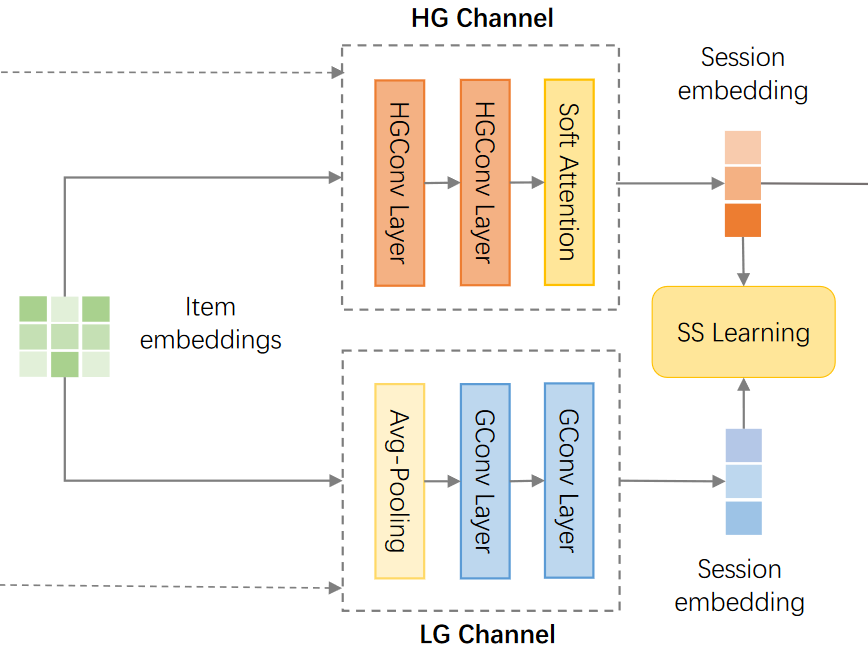 HG Channel
HGConv Layer
HGConv Layer
Soft Attention
Session
embedding
Item
embeddings
SS Learning
Avg-Pooling
GConv Layer
GConv Layer
Session
embedding
LG Channel